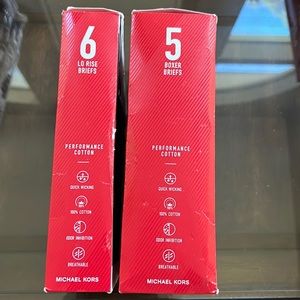 6
LO RISE
BRIEFS
PERFORMANCE
COTTON
QUICK WICKING
100% COTTON
ODOR INHIBITION
BREATHABLE
MICHAEL KORS
5
BOXER
BRIEFS
PERFORMANCE
COTTON
QUICK WICKING
100% COTTON
ODOR INHIBITION
BREATHABLE
MICHAEL KORS